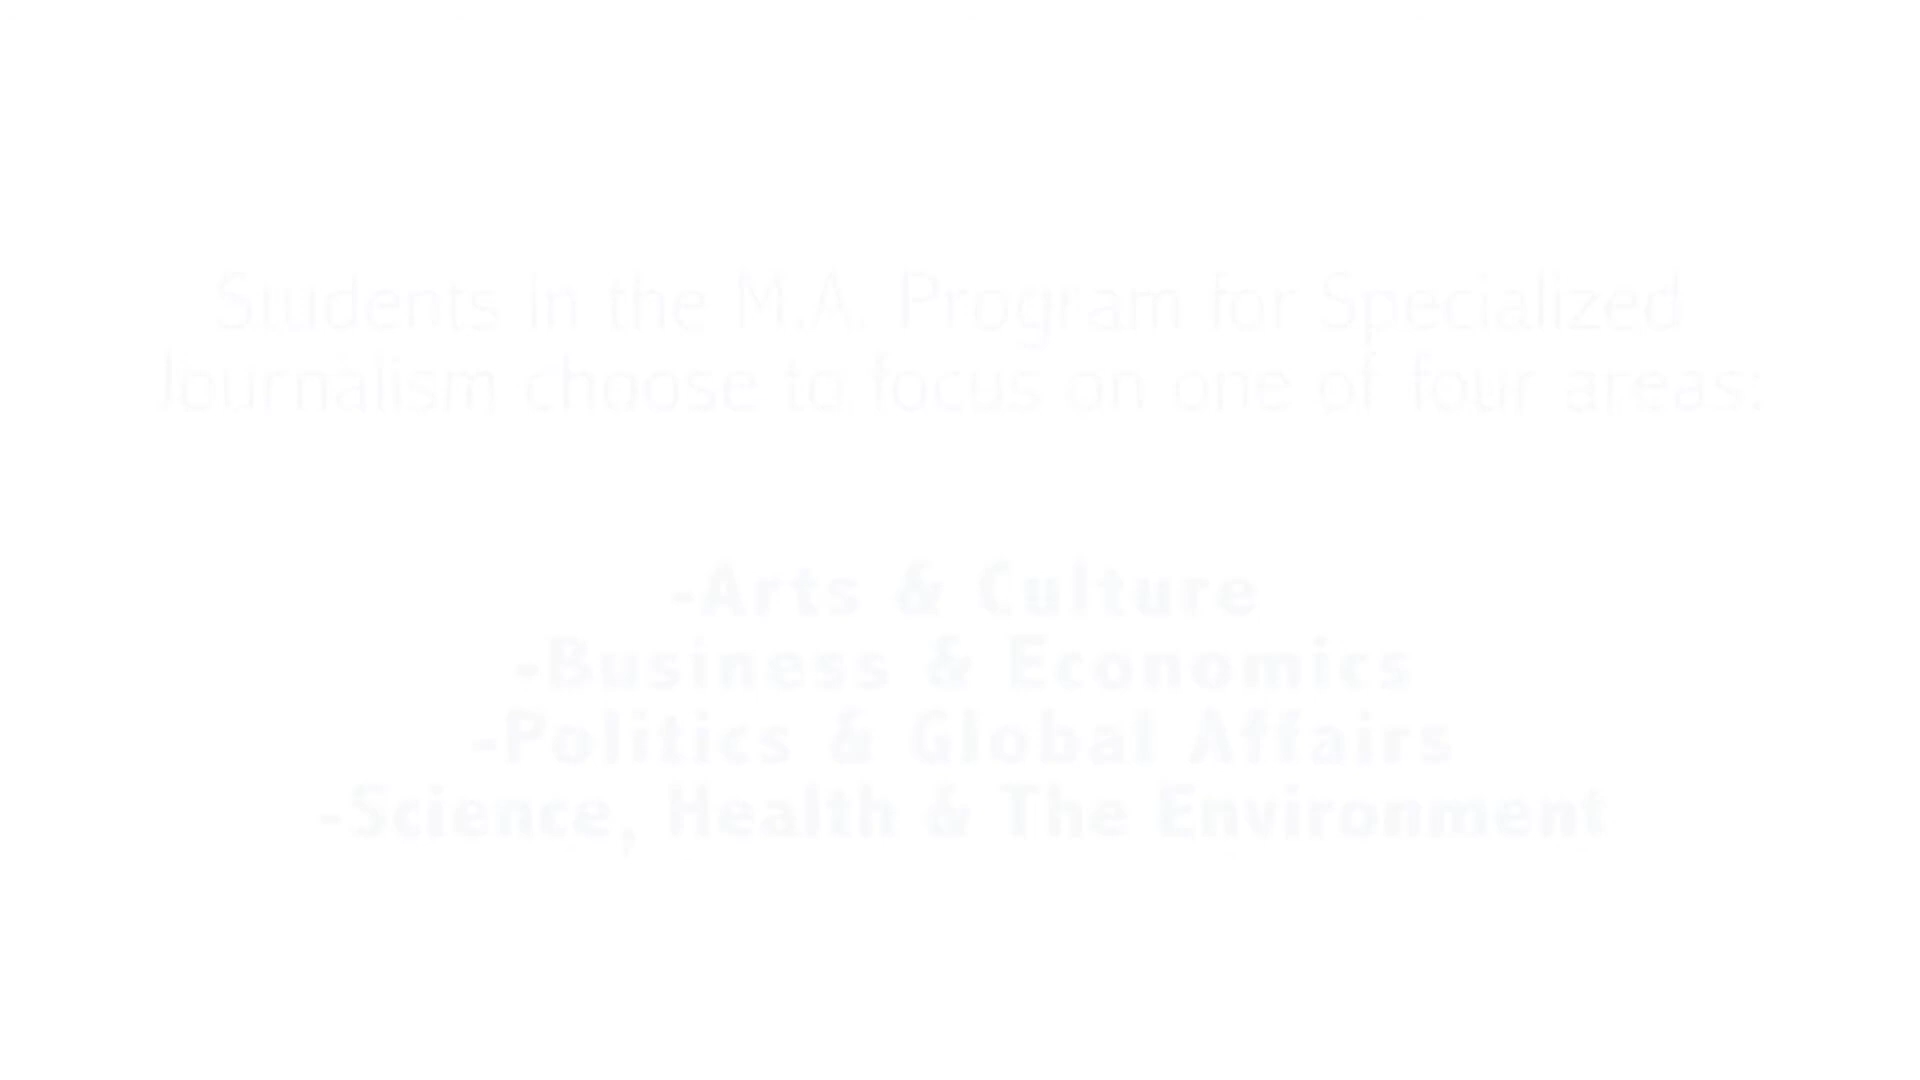 Students in the M.A. Program for Specialized
Journalism choose to focus on one of four areas:
-Arts & Culture
-Business & Economics
-Politics & Global Affairs
-Science, Health & The Environment